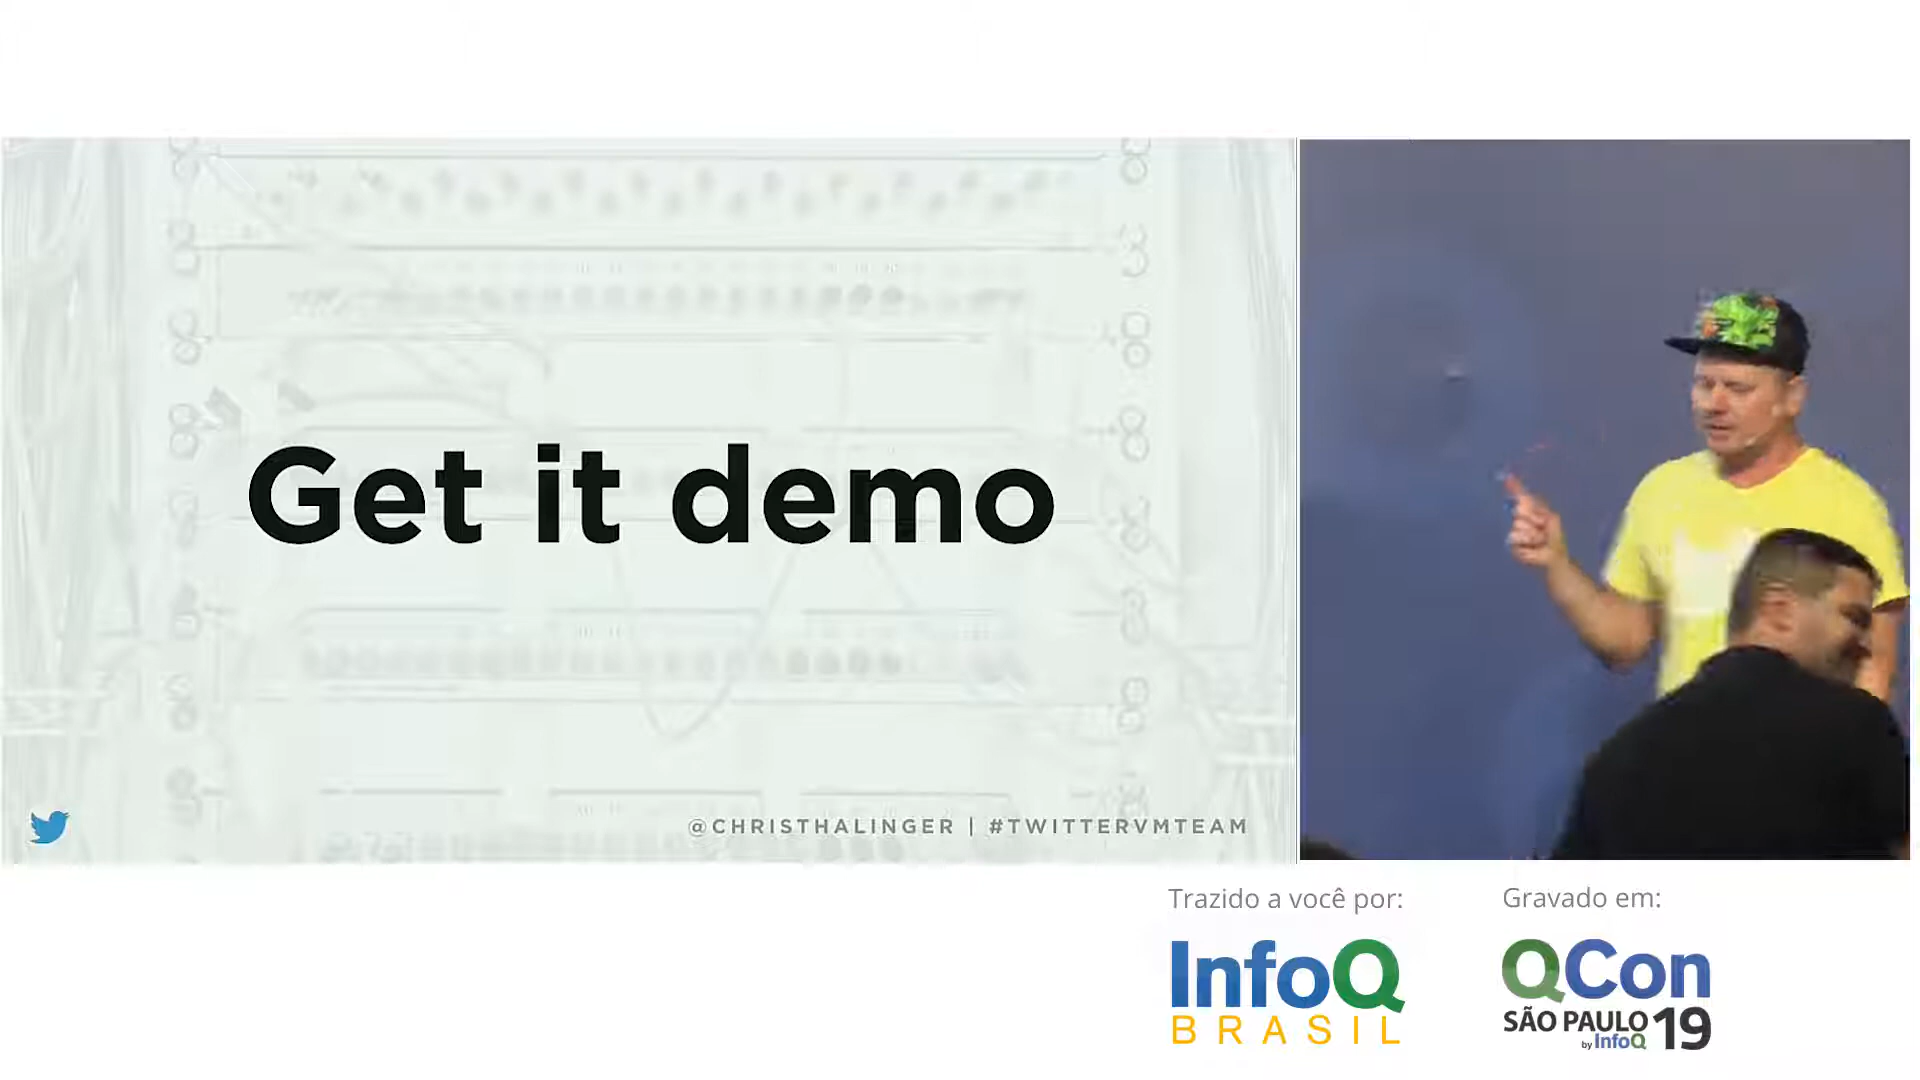 Get it demo
@CHRISTHALINGER | #TWITTERVMTEAM
Trazido a você por:
InfoQ
BRASIL
Gravado em:
QCon
SÃO PAULO 19
by InfoQ